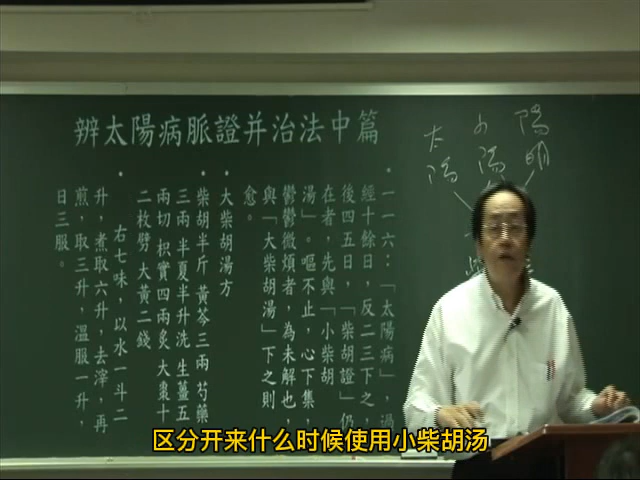 辨太陽病脈證并治法中篇
陽明
少陽
太陽
•一一六：「太陽病」，過
經十餘日，反二三下之，
後四五日，「柴胡證」仍
在者，先與「小柴胡
湯」。嘔不止，心下集，
鬱鬱微煩者，為未解也，
與「大柴胡湯」下之則
愈。
•大柴胡湯方
柴胡半斤 黃芩三兩 芍藥
三兩 半夏半升洗 生薑五
兩切 枳實四兩炙 大棗十
二枚劈 大黃二錢
•右七味，以水一斗二
升，煮取六升，去滓，再
煎，取三升，溫服一升，
日三服。
区分开来什么时候使用小柴胡汤